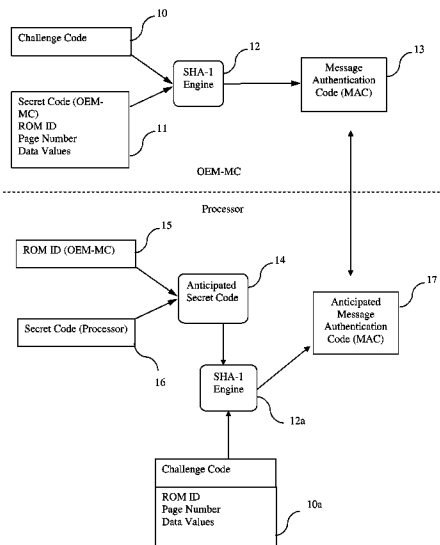 10
Challenge Code
12
13
SHA-1
Engine
Message
Authentication
Code (MAC)
Secret Code (OEM-
MC)
ROM ID
Page Number
Data Values
11
OEM-MC
Processor
15
ROM ID (OEM-MC)
14
Anticipated
Secret Code
17
Secret Code (Processor)
16
Anticipated
Message
Authentication
Code (MAC)
SHA-1
Engine
12a
Challenge Code
ROM ID
Page Number
Data Values
10a